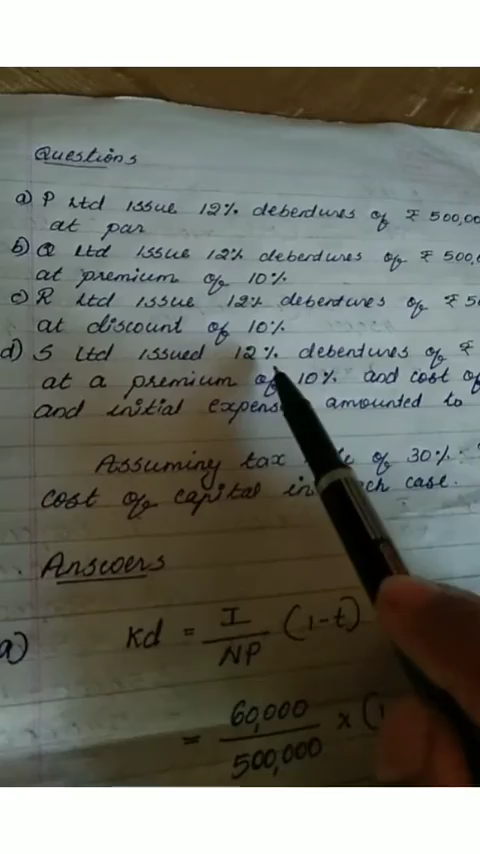 Questions
a) P Ltd issue 12% debentures of ₹ 500,00
at par
b) Q Ltd issue 12% debentures of ₹ 500,
at premium of 10%
c) R Ltd issue 12% debentures of ₹ 50
at discount of 10%
d) S Ltd issued 12% debentures of ₹
at a premium of 10% and cost of
and initial expens amounted to
Assuming tax of 30%
cost of capital in case.
Answers
a) Kd = I/NP (1-t)
= 60,000/500,000 × (1